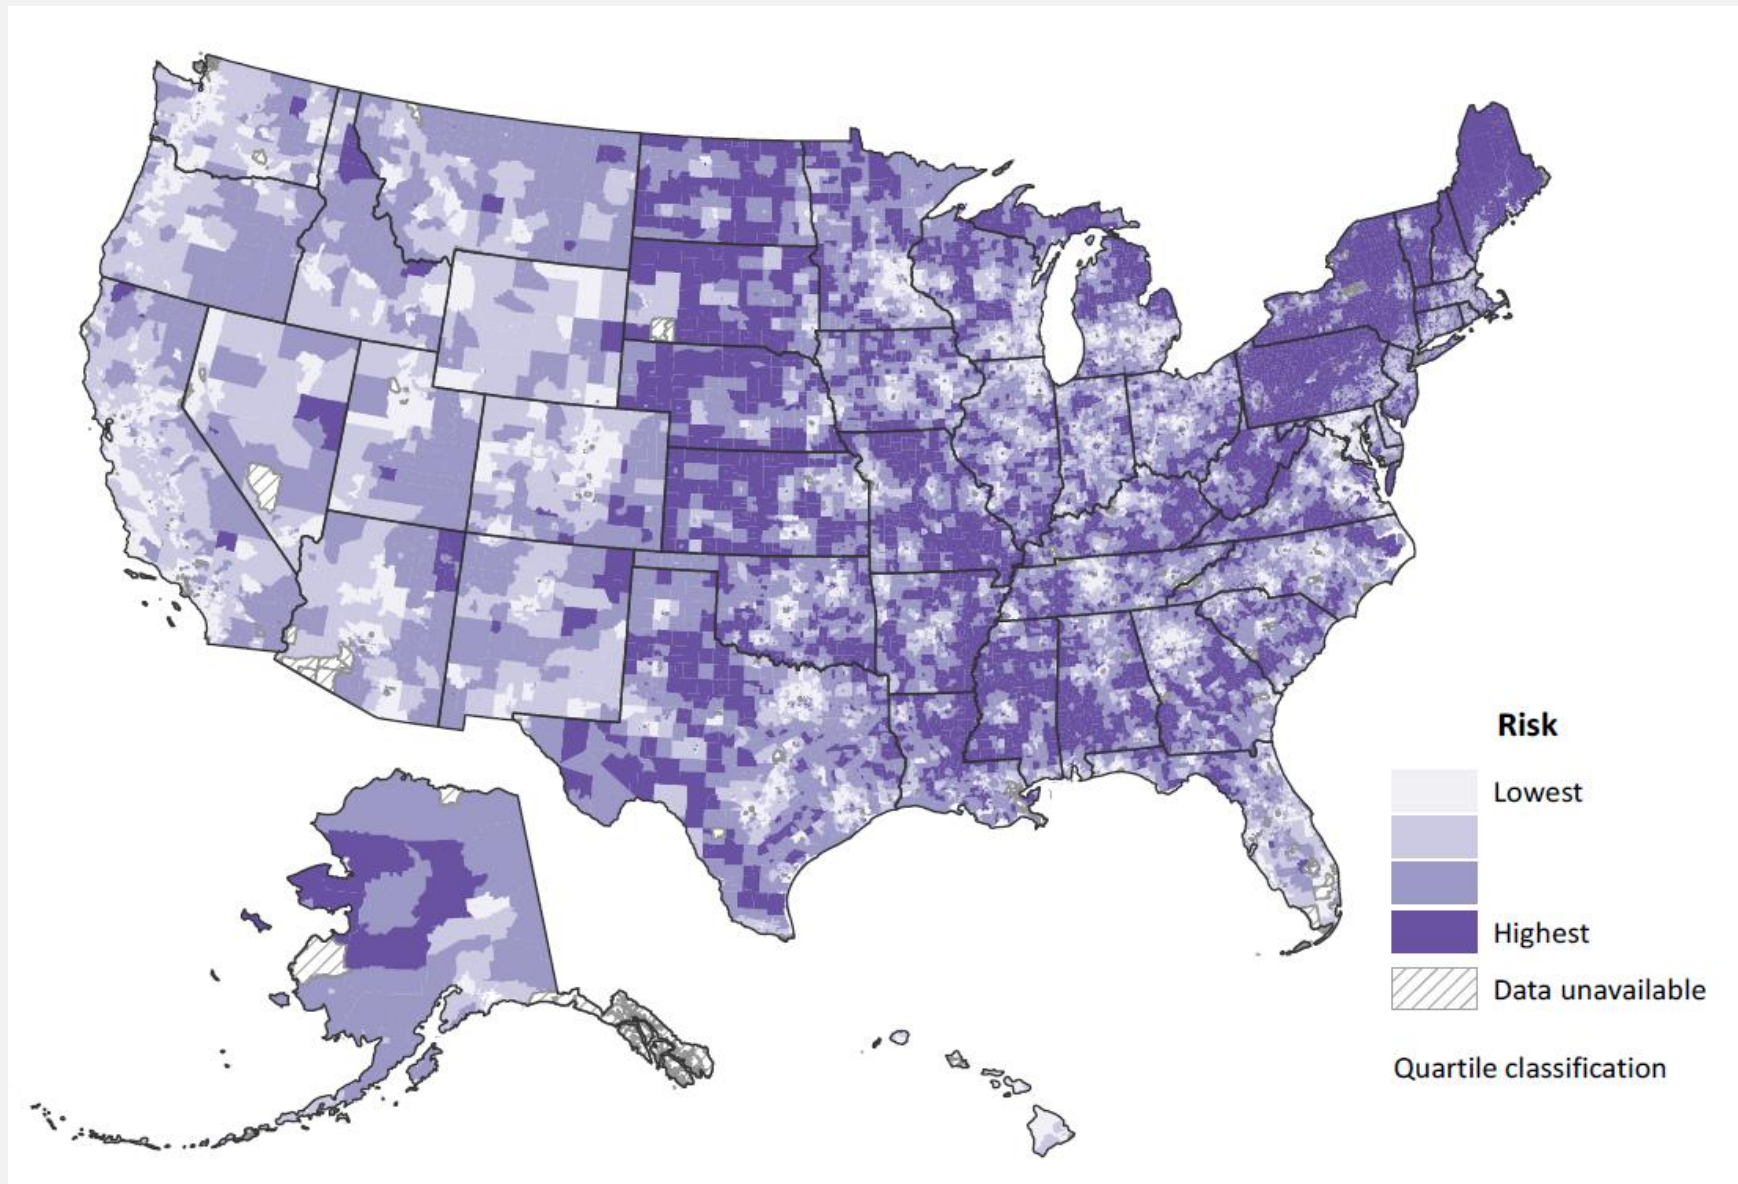 Risk
Lowest
Highest
Data unavailable
Quartile classification